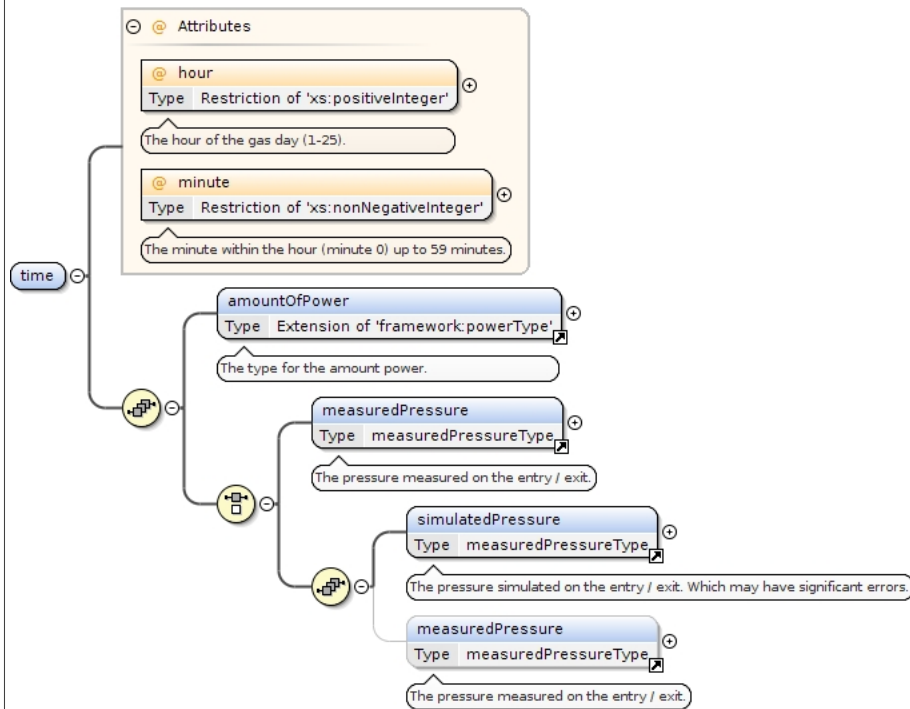 @ Attributes
@ hour
Type Restriction of 'xs:positiveInteger'
The hour of the gas day (1-25).
@ minute
Type Restriction of 'xs:nonNegativeInteger'
The minute within the hour (minute 0) up to 59 minutes.
time
amountOfPower
Type Extension of 'framework:powerType'
The type for the amount power.
measuredPressure
Type measuredPressureType
The pressure measured on the entry / exit.
simulatedPressure
Type measuredPressureType
The pressure simulated on the entry / exit. Which may have significant errors.
measuredPressure
Type measuredPressureType
The pressure measured on the entry / exit.